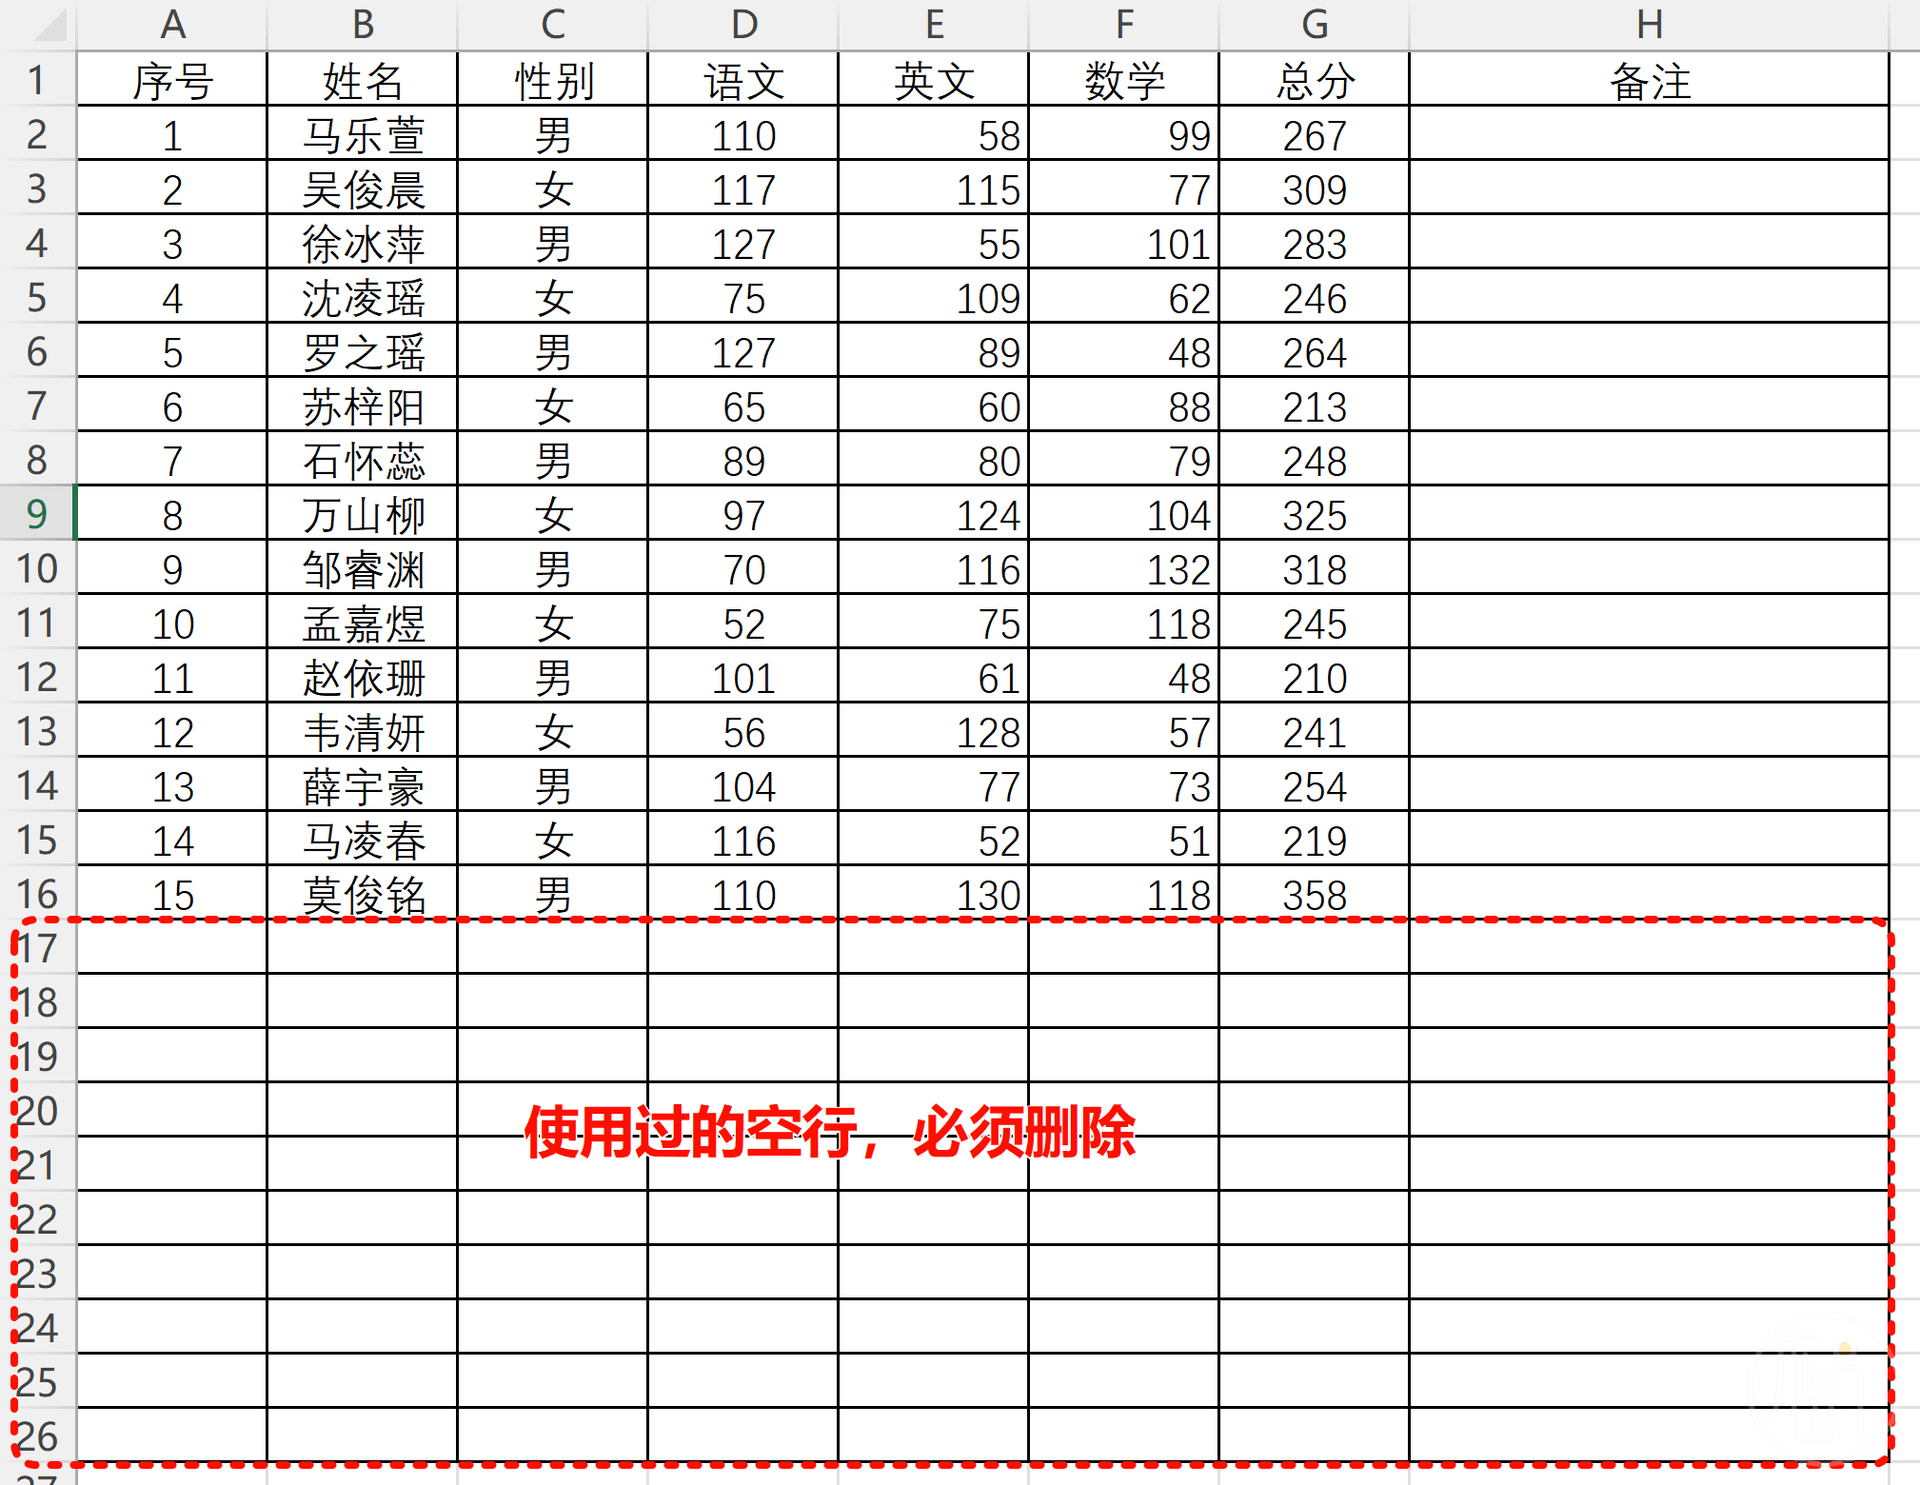 A B C D E F G H
1 序号 姓名 性别 语文 英文 数学 总分 备注
2 1 马乐萱 男 110 58 99 267
3 2 吴俊晨 女 117 115 77 309
4 3 徐冰萍 男 127 55 101 283
5 4 沈凌瑶 女 75 109 62 246
6 5 罗之瑶 男 127 89 48 264
7 6 苏梓阳 女 65 60 88 213
8 7 石怀蕊 男 89 80 79 248
9 8 万山柳 女 97 124 104 325
10 9 邹睿渊 男 70 116 132 318
11 10 孟嘉煜 女 52 75 118 245
12 11 赵依珊 男 101 61 48 210
13 12 韦清妍 女 56 128 57 241
14 13 薛宇豪 男 104 77 73 254
15 14 马凌春 女 116 52 51 219
16 15 莫俊铭 男 110 130 118 358
17
18
19
20
使用过的空行，必须删除
21
22
23
24
25
26
27